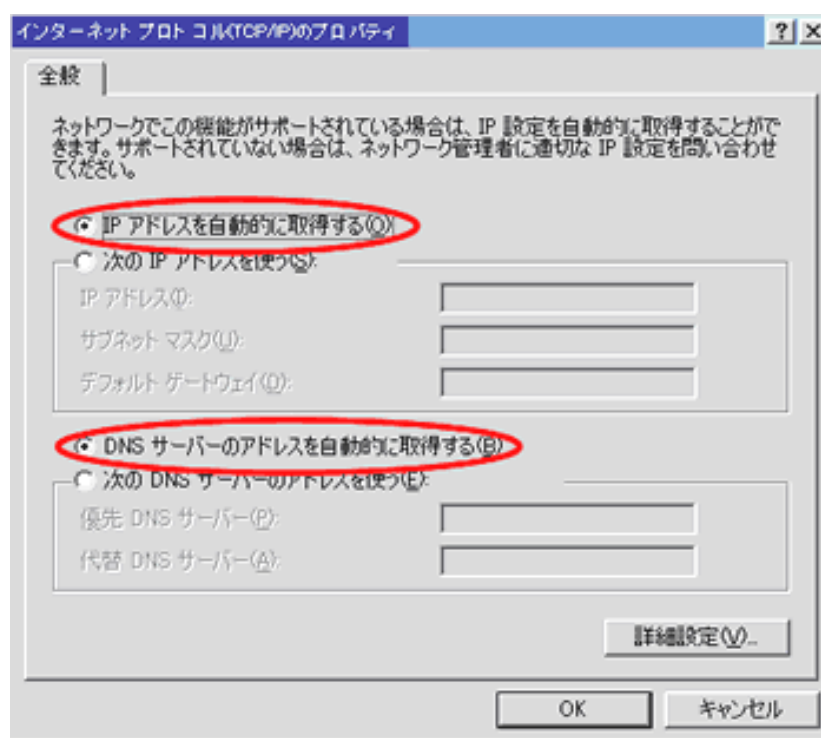 インターネット プロトコル(TCP/IP)のプロパティ
全般
ネットワークでこの機能がサポートされている場合は、IP 設定を自動的に取得することがで
きます。サポートされていない場合は、ネットワーク管理者に適切な IP 設定を問い合わせ
てください。
IP アドレスを自動的に取得する(O)
次の IP アドレスを使う(S):
IP アドレス(I):
サブネット マスク(U):
デフォルト ゲートウェイ(D):
DNS サーバーのアドレスを自動的に取得する(B)
次の DNS サーバーのアドレスを使う(E):
優先 DNS サーバー(P):
代替 DNS サーバー(A):
詳細設定(V)...
OK
キャンセル